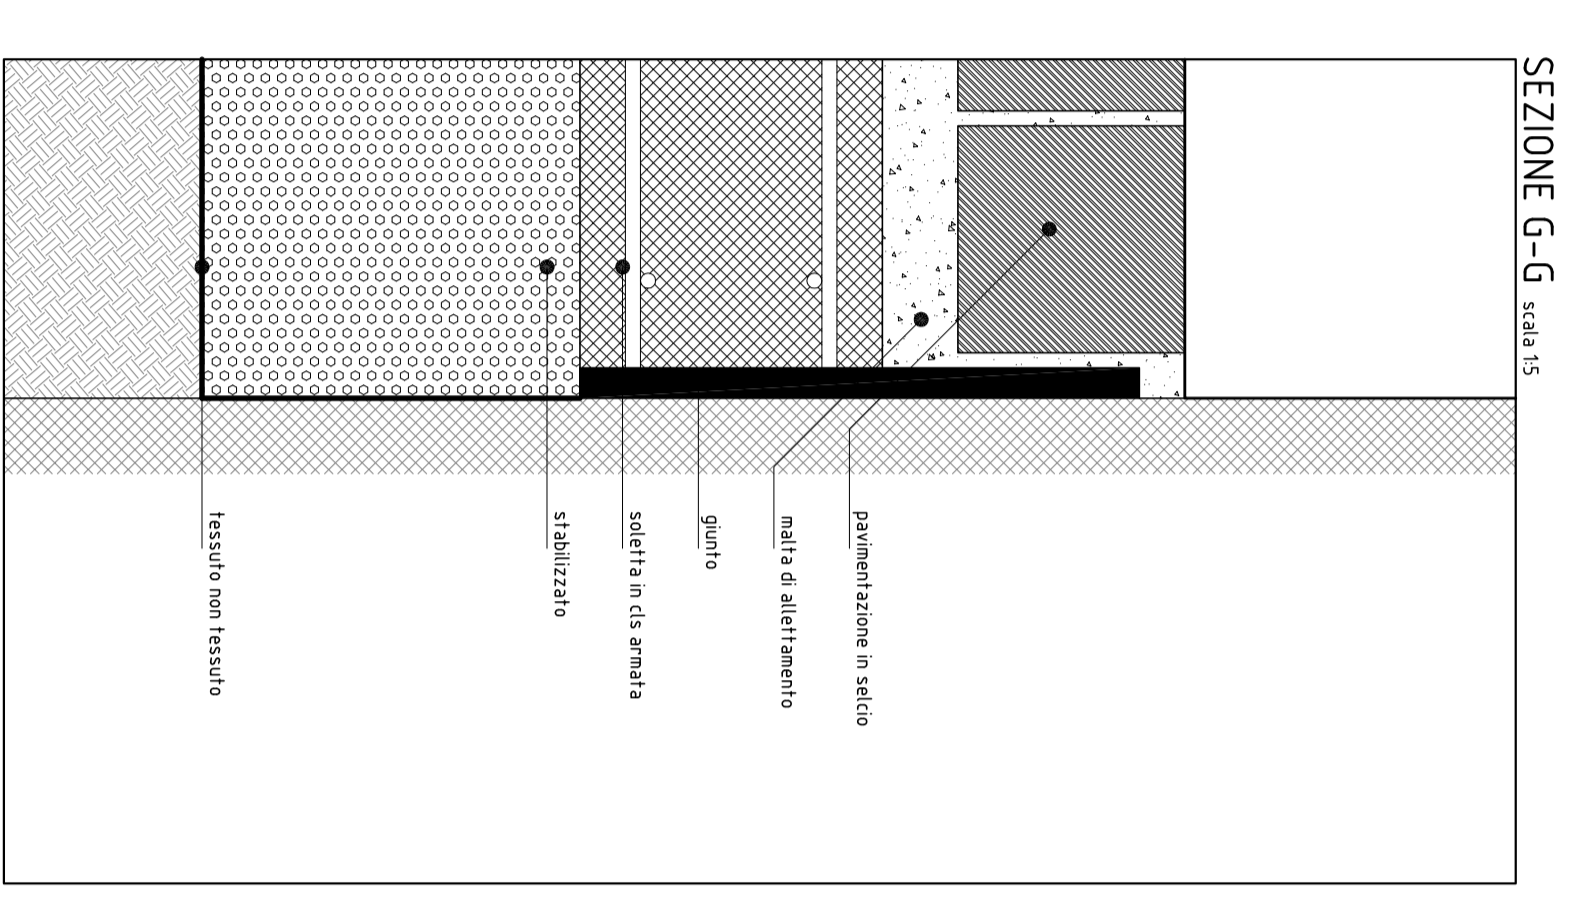 SEZIONE G-G scala 1:5
pavimentazione in selcio
malta di allettamento
giunto
soletta in cls armata
stabilizzato
tessuto non tessuto